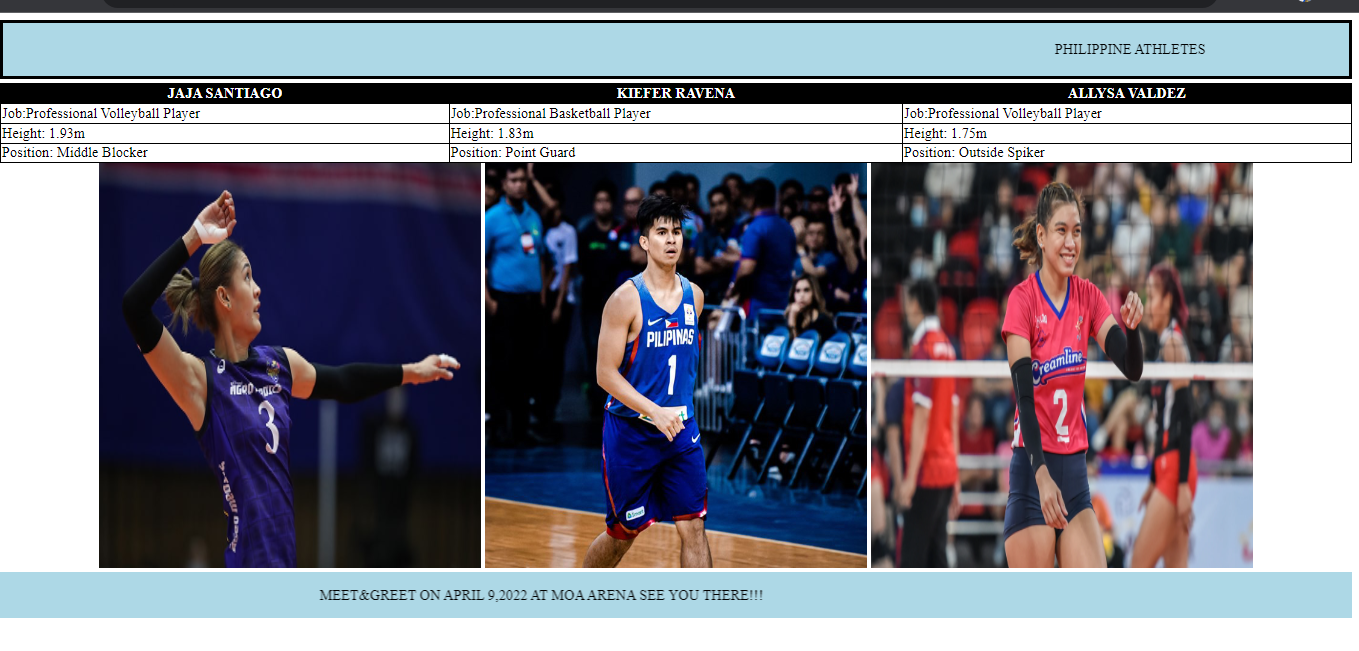 PHILIPPINE ATHLETES
JAJA SANTIAGO KIEFER RAVENA ALLYSA VALDEZ
Job:Professional Volleyball Player Job:Professional Basketball Player Job:Professional Volleyball Player
Height: 1.93m Height: 1.83m Height: 1.75m
Position: Middle Blocker Position: Point Guard Position: Outside Spiker
3
PILIPINAS
1
Creamline
2
MEET&GREET ON APRIL 9,2022 AT MOA ARENA SEE YOU THERE!!!